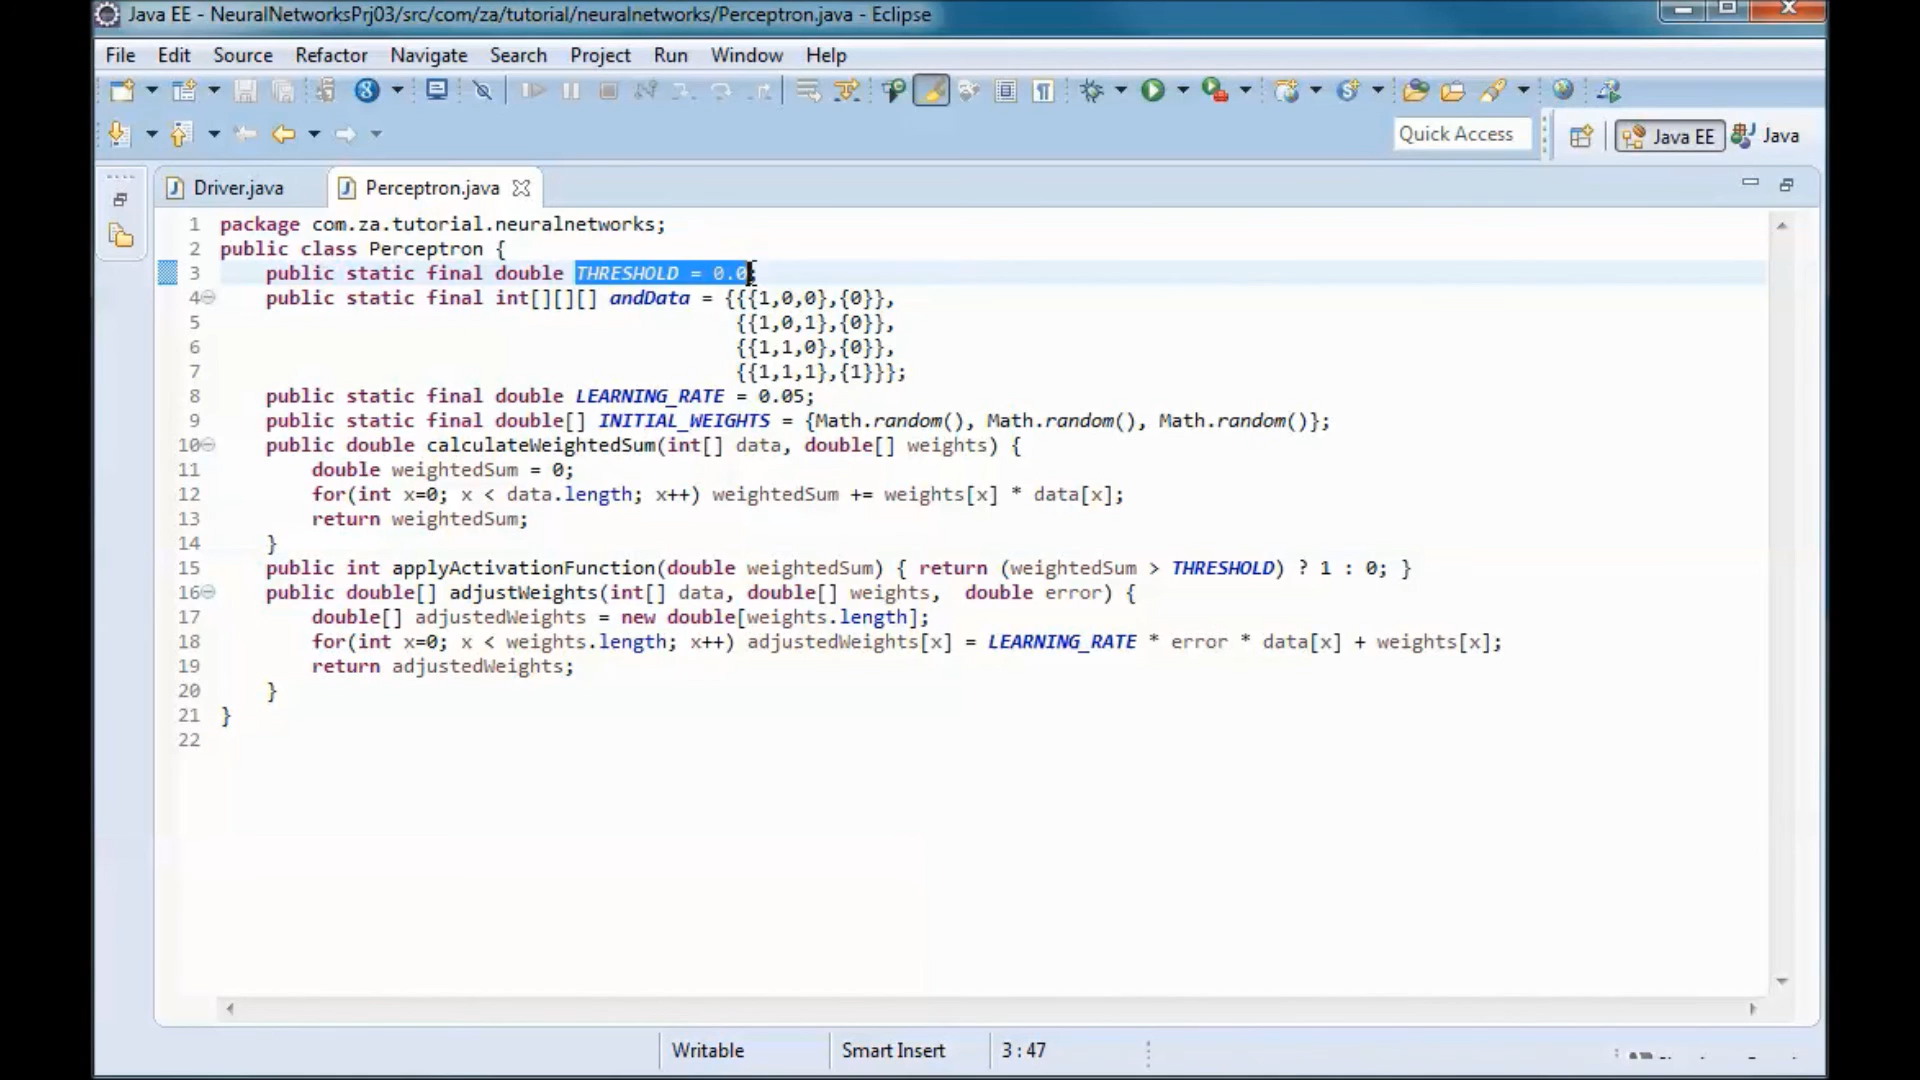 Java EE - NeuralNetworksPrj03/src/com/za/tutorial/neuralnetworks/Perceptron.java - Eclipse
File Edit Source Refactor Navigate Search Project Run Window Help
Quick Access Java EE Java
Driver.java Perceptron.java
1 package com.za.tutorial.neuralnetworks;
2 public class Perceptron {
3 public static final double THRESHOLD = 0.0;
4 public static final int[][][] andData = {{{1,0,0},{0}},
5 {{1,0,1},{0}},
6 {{1,1,0},{0}},
7 {{1,1,1},{1}}};
8 public static final double LEARNING_RATE = 0.05;
9 public static final double[] INITIAL_WEIGHTS = {Math.random(), Math.random(), Math.random()};
10 public double calculateWeightedSum(int[] data, double[] weights) {
11 double weightedSum = 0;
12 for(int x=0; x < data.length; x++) weightedSum += weights[x] * data[x];
13 return weightedSum;
14 }
15 public int applyActivationFunction(double weightedSum) { return (weightedSum > THRESHOLD) ? 1 : 0; }
16 public double[] adjustWeights(int[] data, double[] weights, double error) {
17 double[] adjustedWeights = new double[weights.length];
18 for(int x=0; x < weights.length; x++) adjustedWeights[x] = LEARNING_RATE * error * data[x] + weights[x];
19 return adjustedWeights;
20 }
21 }
22
Writable Smart Insert 3 : 47